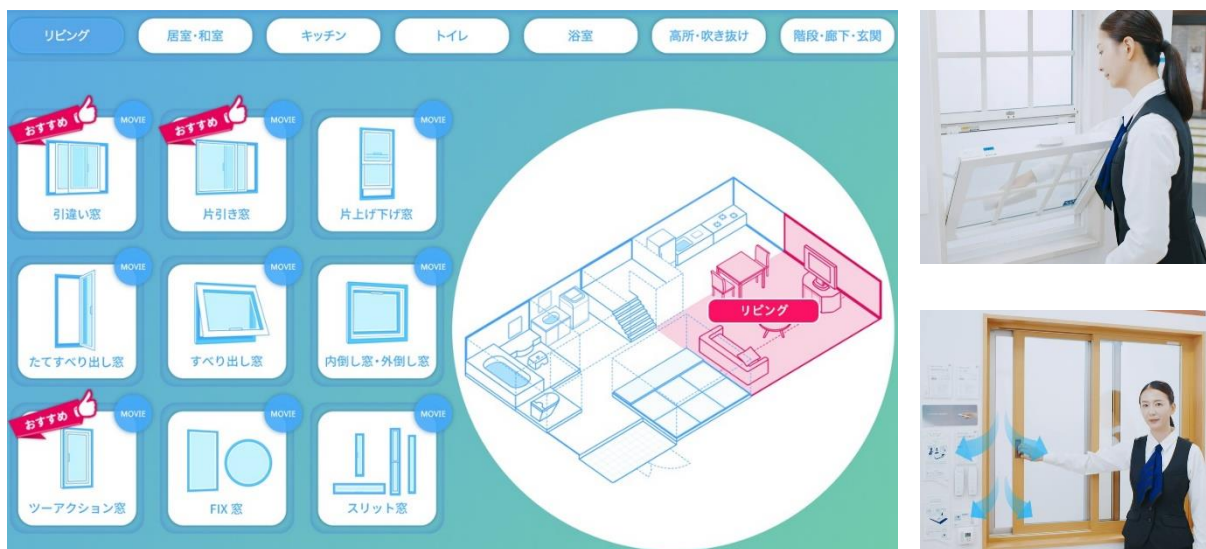 リビング
居室・和室
キッチン
トイレ
浴室
高所・吹き抜け
階段・廊下・玄関
おすすめ
MOVIE
おすすめ
MOVIE
MOVIE
引違い窓
片引き窓
片上げ下げ窓
MOVIE
MOVIE
MOVIE
たてすべり出し窓
すべり出し窓
内倒し窓・外倒し窓
おすすめ
MOVIE
MOVIE
MOVIE
ツーアクション窓
FIX 窓
スリット窓
リビング